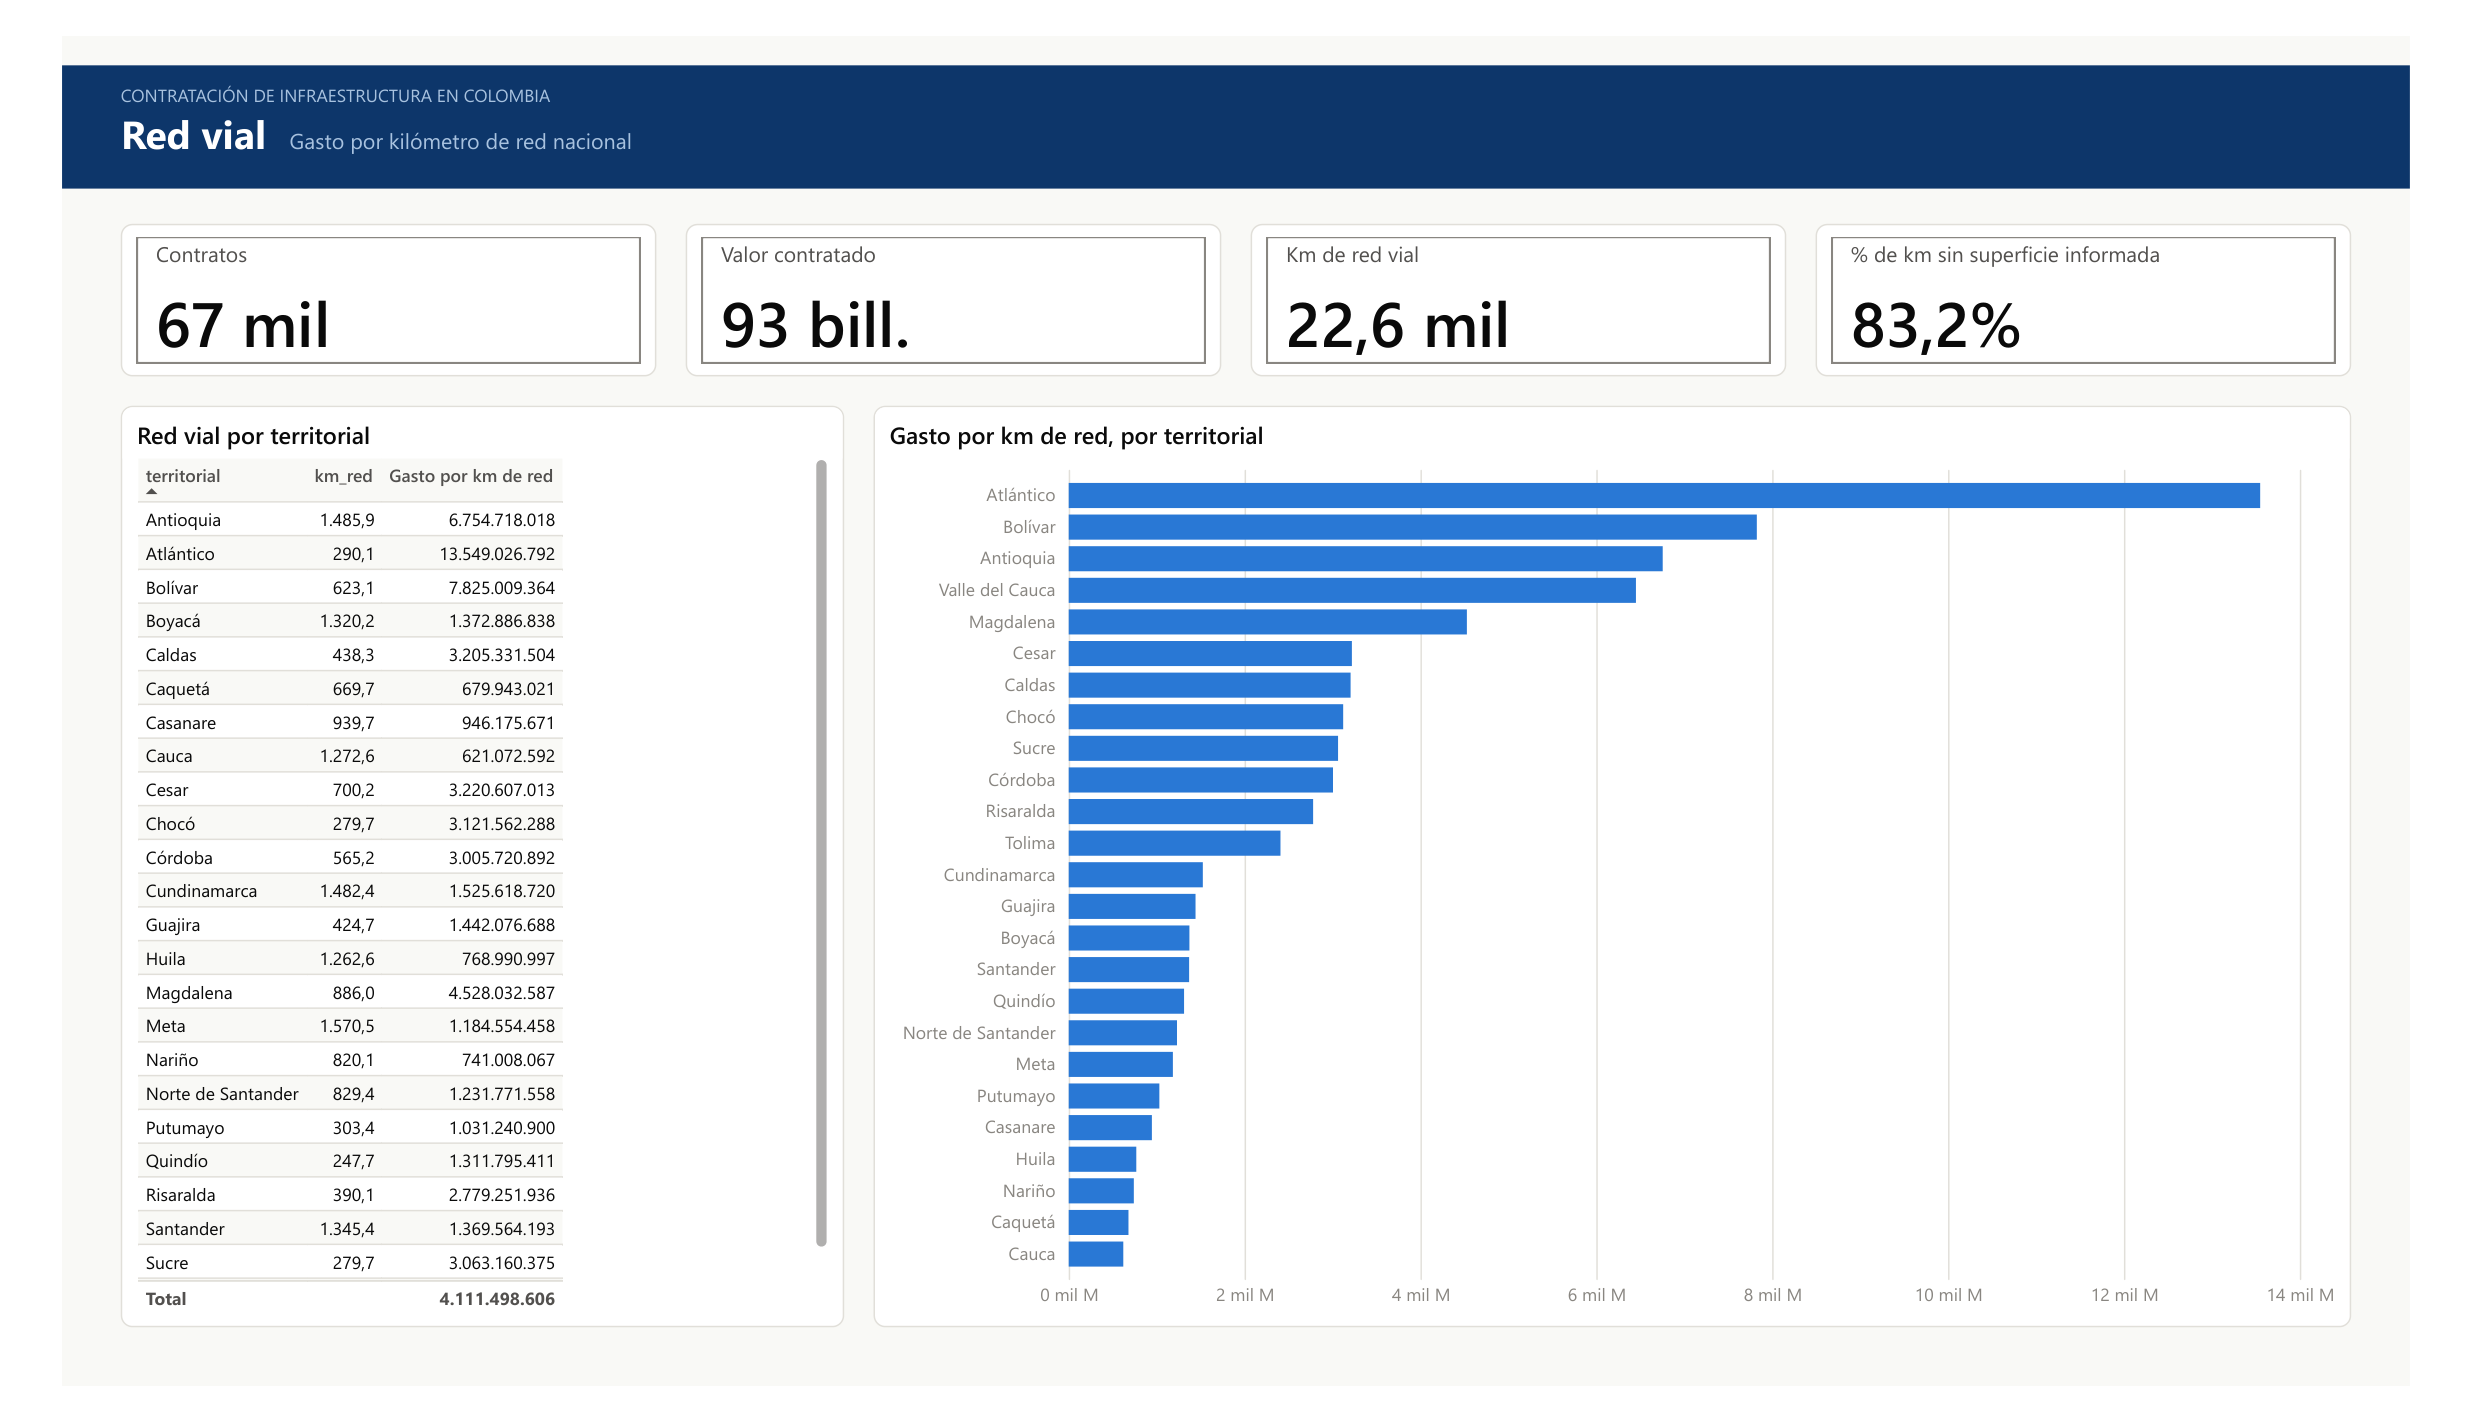 CONTRATACIÓN DE INFRAESTRUCTURA EN COLOMBIA
Red vial Gasto por kilómetro de red nacional
Contratos
67 mil
Valor contratado
93 bill.
Km de red vial
22,6 mil
% de km sin superficie informada
83,2%
Red vial por territorial
territorial km_red Gasto por km de red
Antioquia 1.485,9 6.754.718.018
Atlántico 290,1 13.549.026.792
Bolívar 623,1 7.825.009.364
Boyacá 1.320,2 1.372.886.838
Caldas 438,3 3.205.331.504
Caquetá 669,7 679.943.021
Casanare 939,7 946.175.671
Cauca 1.272,6 621.072.592
Cesar 700,2 3.220.607.013
Chocó 279,7 3.121.562.288
Córdoba 565,2 3.005.720.892
Cundinamarca 1.482,4 1.525.618.720
Guajira 424,7 1.442.076.688
Huila 1.262,6 768.990.997
Magdalena 886,0 4.528.032.587
Meta 1.570,5 1.184.554.458
Nariño 820,1 741.008.067
Norte de Santander 829,4 1.231.771.558
Putumayo 303,4 1.031.240.900
Quindío 247,7 1.311.795.411
Risaralda 390,1 2.779.251.936
Santander 1.345,4 1.369.564.193
Sucre 279,7 3.063.160.375
Total 4.111.498.606
Gasto por km de red, por territorial
Atlántico
Bolívar
Antioquia
Valle del Cauca
Magdalena
Cesar
Caldas
Chocó
Sucre
Córdoba
Risaralda
Tolima
Cundinamarca
Guajira
Boyacá
Santander
Quindío
Norte de Santander
Meta
Putumayo
Casanare
Huila
Nariño
Caquetá
Cauca
0 mil M 2 mil M 4 mil M 6 mil M 8 mil M 10 mil M 12 mil M 14 mil M